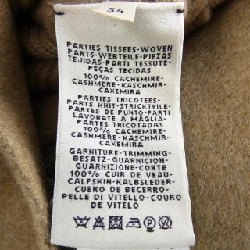 34
PARTIES TISSEES-WOVEN
PARTS-WEBTEILE-PIEZAS
TEJIDAS-PARTI TESSUTE-
PEÇAS TECIDAS
100% CACHEMIRE-
CASHMERE-KASCHMIR-
CAXEMIRA
PARTIES TRICOTEES-
KNIT PARTS-STRICKTEILE-
PARTES DE PUNTO-PARTI
LAVORATE A MAGLIA-
PARTES TRICOTADAS
100% CACHEMIRE-
CASHMERE-KASCHMIR-
CAXEMIRA
GARNITURE-TRIMMING-
BESATZ-GUARNICION-
GUARNIZIONE-CORTE
100% CUIR DE VEAU-
CALFSKIN-KALBSLEDER-
CUERO DE BECERRO-
PELLE DI VITELLO-COURO
DE VITELO